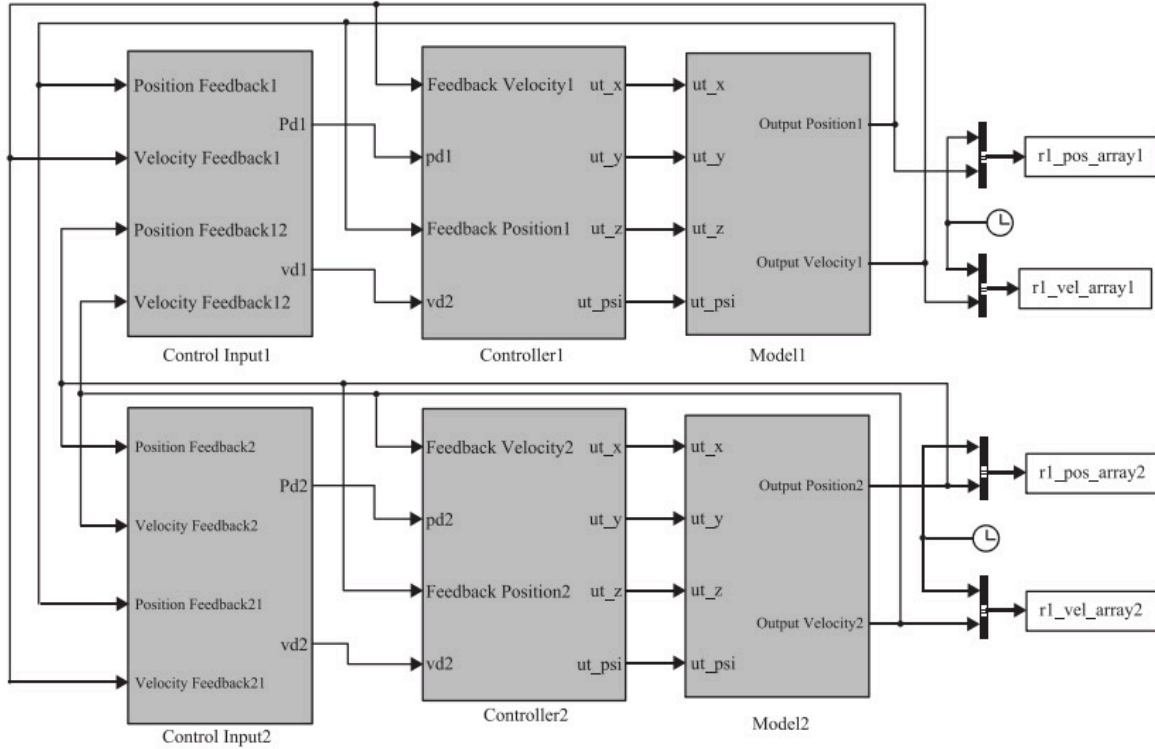 Position Feedback1
Velocity Feedback1
Position Feedback12
Velocity Feedback12
Pd1
vd1
Control Input1
Feedback Velocity1
pd1
Feedback Position1
vd2
ut_x
ut_y
ut_z
ut_psi
Controller1
ut_x
ut_y
ut_z
ut_psi
Output Position1
Output Velocity1
Model1
r1_pos_array1
r1_vel_array1
Position Feedback2
Velocity Feedback2
Position Feedback21
Velocity Feedback21
Pd2
vd2
Control Input2
Feedback Velocity2
pd2
Feedback Position2
vd2
ut_x
ut_y
ut_z
ut_psi
Controller2
ut_x
ut_y
ut_z
ut_psi
Output Position2
Output Velocity2
Model2
r1_pos_array2
r1_vel_array2